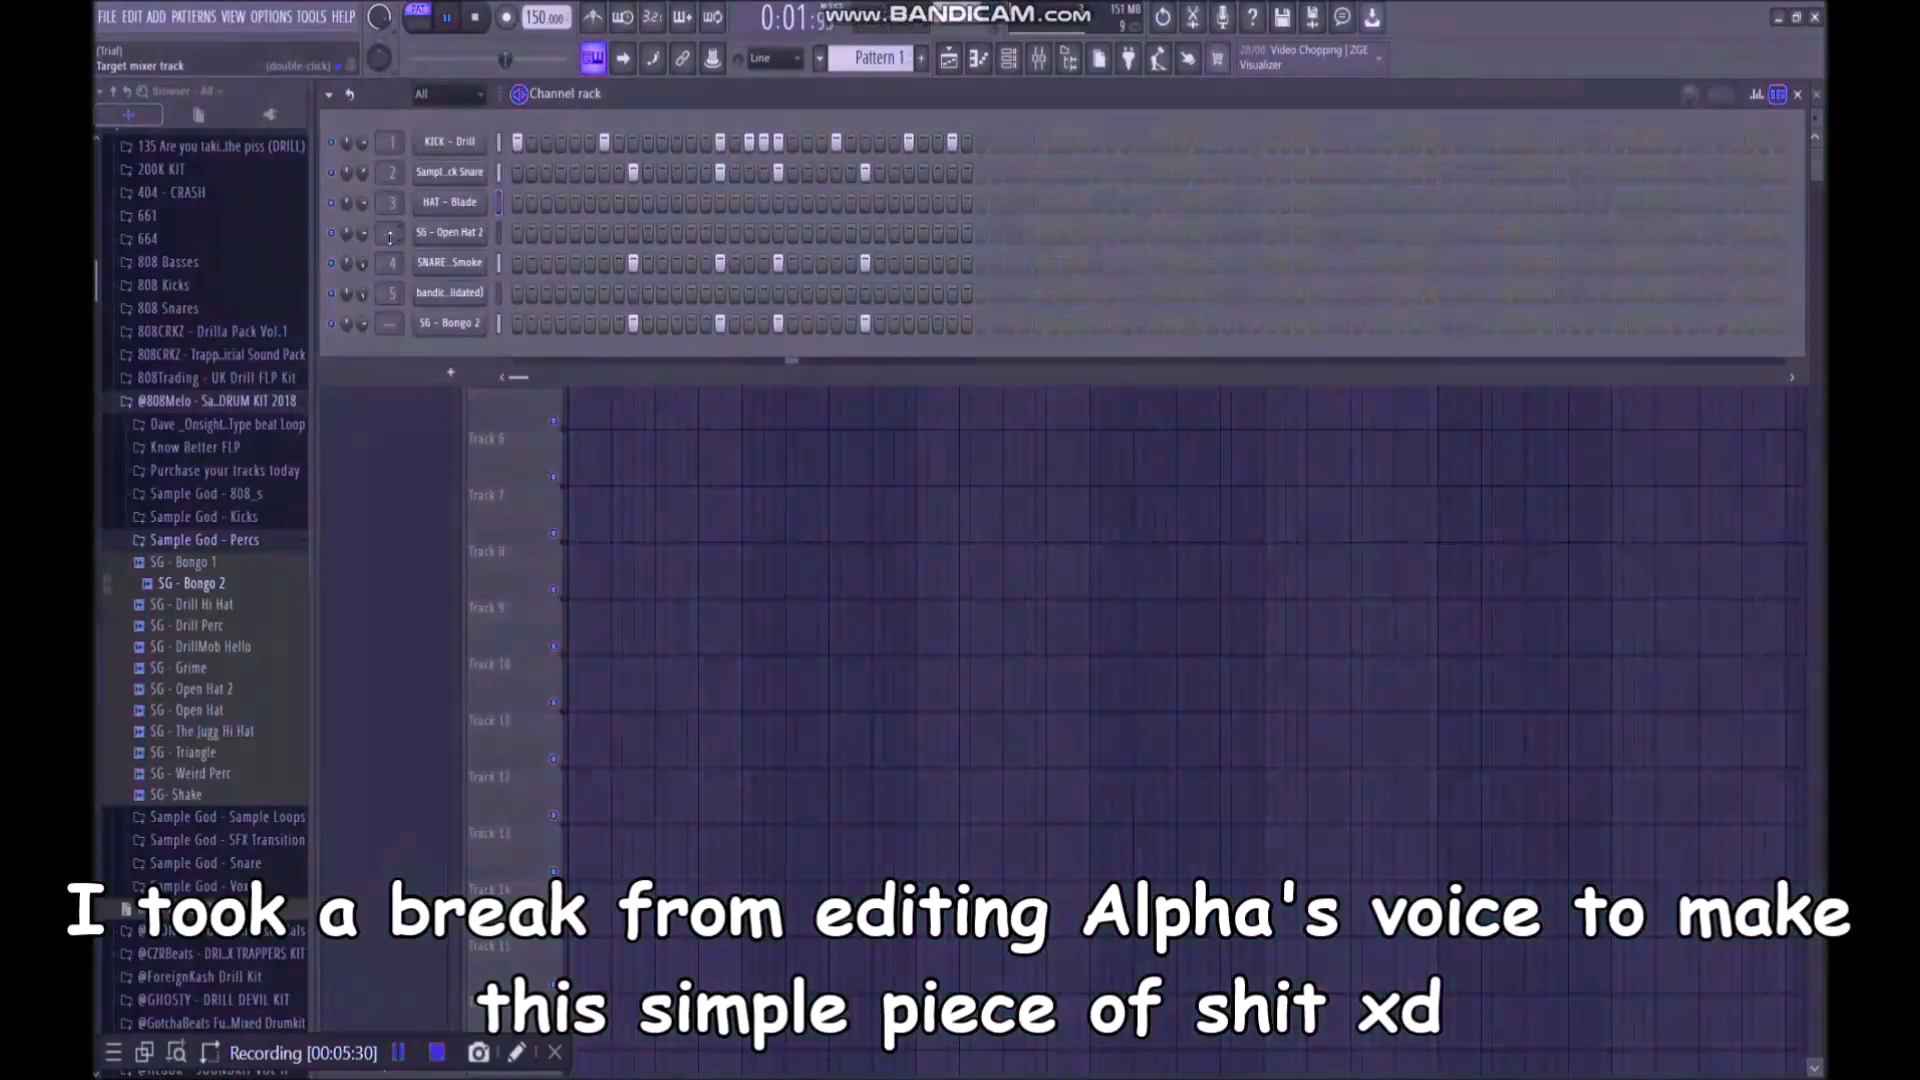 FILE EDIT ADD PATTERNS VIEW OPTIONS TOOLS HELP
PAT
150.000
3.2.1
0:01:9
www.BANDICAM.com
3
151 MB
9
(Trial)
Target mixer track
(double-click)
Line
Pattern 1
28/08 Video Chopping | ZGE
Visualizer
Browser - All
All
Channel rack
1 KICK - Drill
2 Sampl..ck Snare
3 HAT - Blade
SG - Open Hat 2
4 SNARE..Smoke
5 bandic..lidated)
SG - Bongo 2
135 Are you taki..the piss (DRILL)
200K KIT
404 - CRASH
661
664
808 Basses
808 Kicks
808 Snares
808CRKZ - Drilla Pack Vol.1
808CRKZ - Trapp..icial Sound Pack
808Trading - UK Drill FLP Kit
@808Melo - Sa..DRUM KIT 2018
Dave _Onsight..Type beat Loop
Know Better FLP
Purchase your tracks today
Sample God - 808_s
Sample God - Kicks
Sample God - Percs
SG - Bongo 1
SG - Bongo 2
SG - Drill Hi Hat
SG - Drill Perc
SG - DrillMob Hello
SG - Grime
SG - Open Hat 2
SG - Open Hat
SG - The Jugg Hi Hat
SG - Triangle
SG - Weird Perc
SG- Shake
Sample God - Sample Loops
Sample God - SFX Transition
Sample God - Snare
Sample God - Vox
@CZRBeats - DRI..X TRAPPERS KIT
@ForeignKash Drill Kit
@GHOSTY - DRILL DEVIL KIT
@GotchaBeats Fu..Mixed Drumkit
Track 6
Track 7
Track 8
Track 9
Track 10
Track 11
Track 12
Track 13
Track 14
Track 15
I took a break from editing Alpha's voice to make
this simple piece of shit xd
Recording [00:05:30]